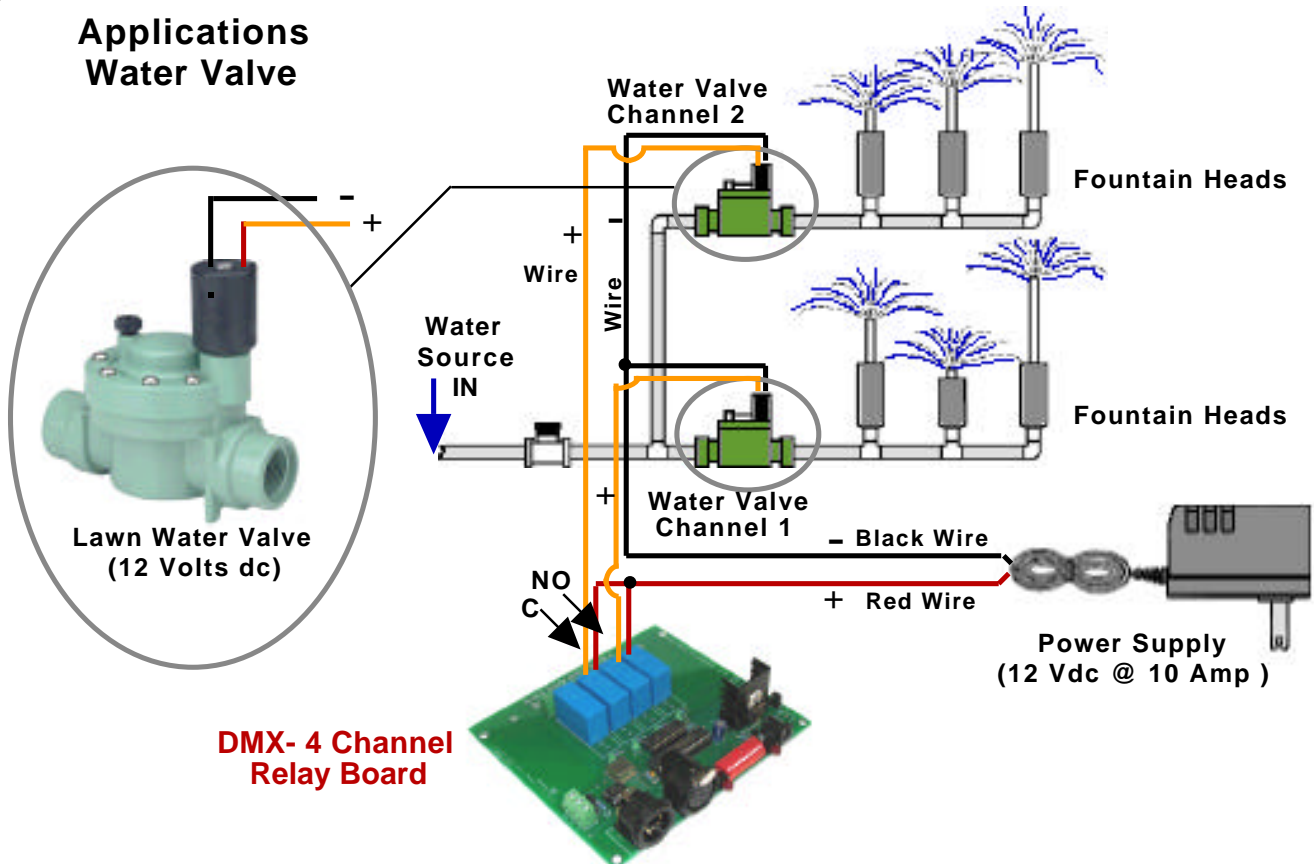 Applications
Water Valve
Water Valve
Channel 2
Fountain Heads
-
+
+
Wire
-
Wire
Water
Source
IN
Fountain Heads
Lawn Water Valve
(12 Volts dc)
+
Water Valve
Channel 1
- Black Wire
+ Red Wire
NO
C
Power Supply
(12 Vdc @ 10 Amp )
DMX- 4 Channel
Relay Board